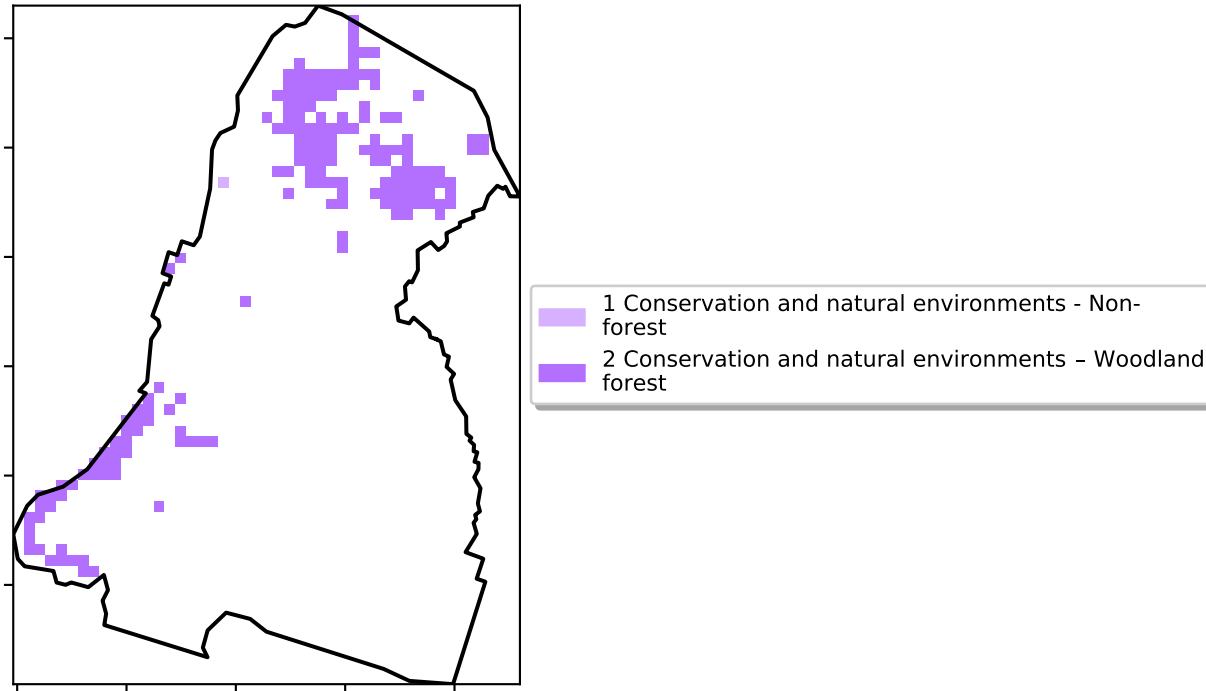 1 Conservation and natural environments - Non-
forest
2 Conservation and natural environments – Woodland
forest